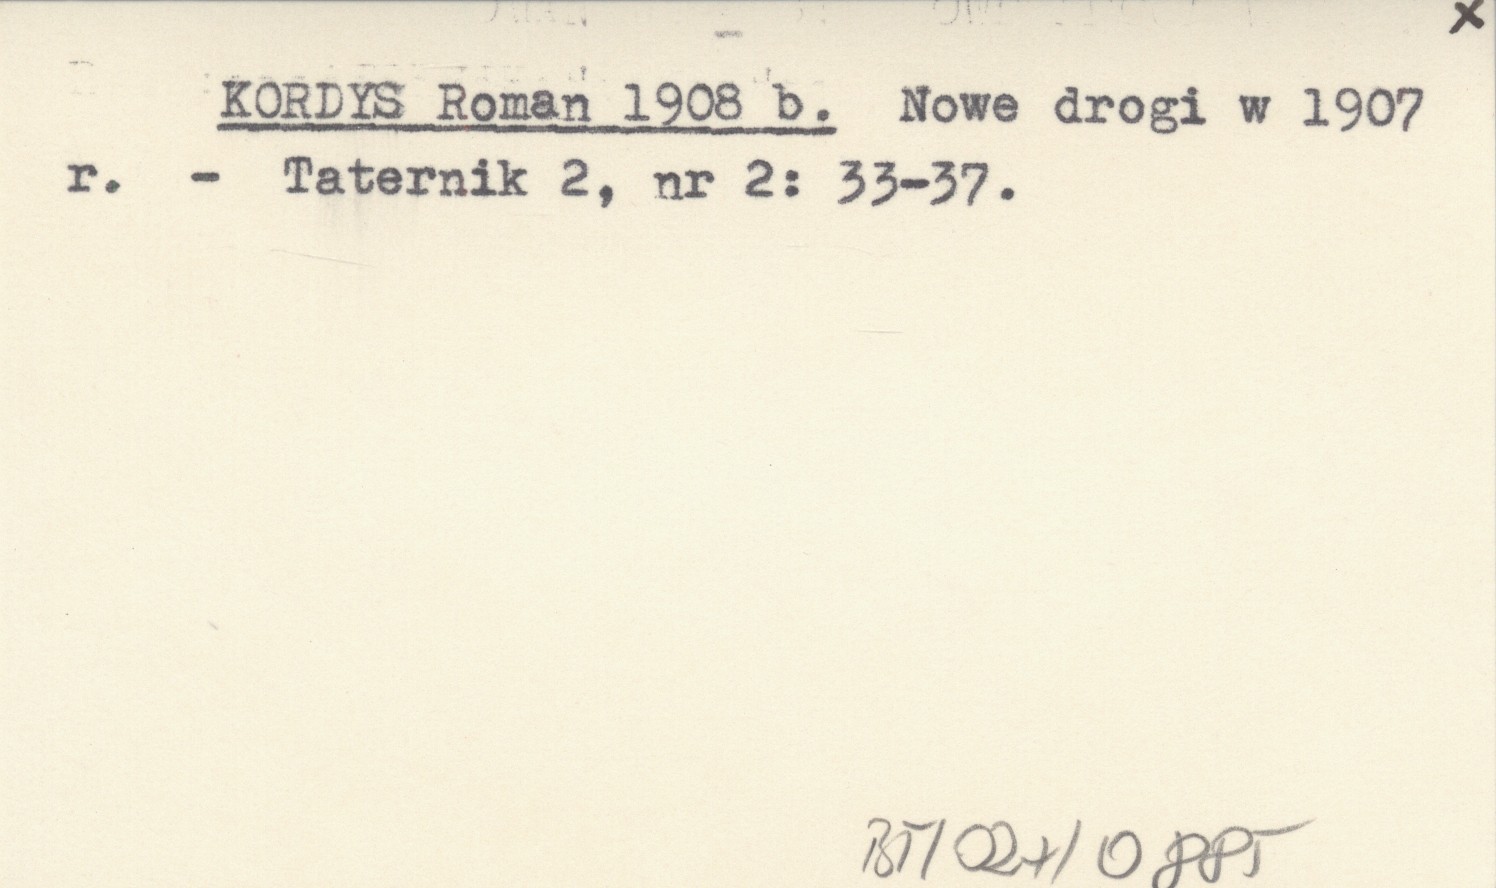 x
KORDYS Roman 1908 b. Nowe drogi w 1907
r. - Taternik 2, nr 2: 33-37.